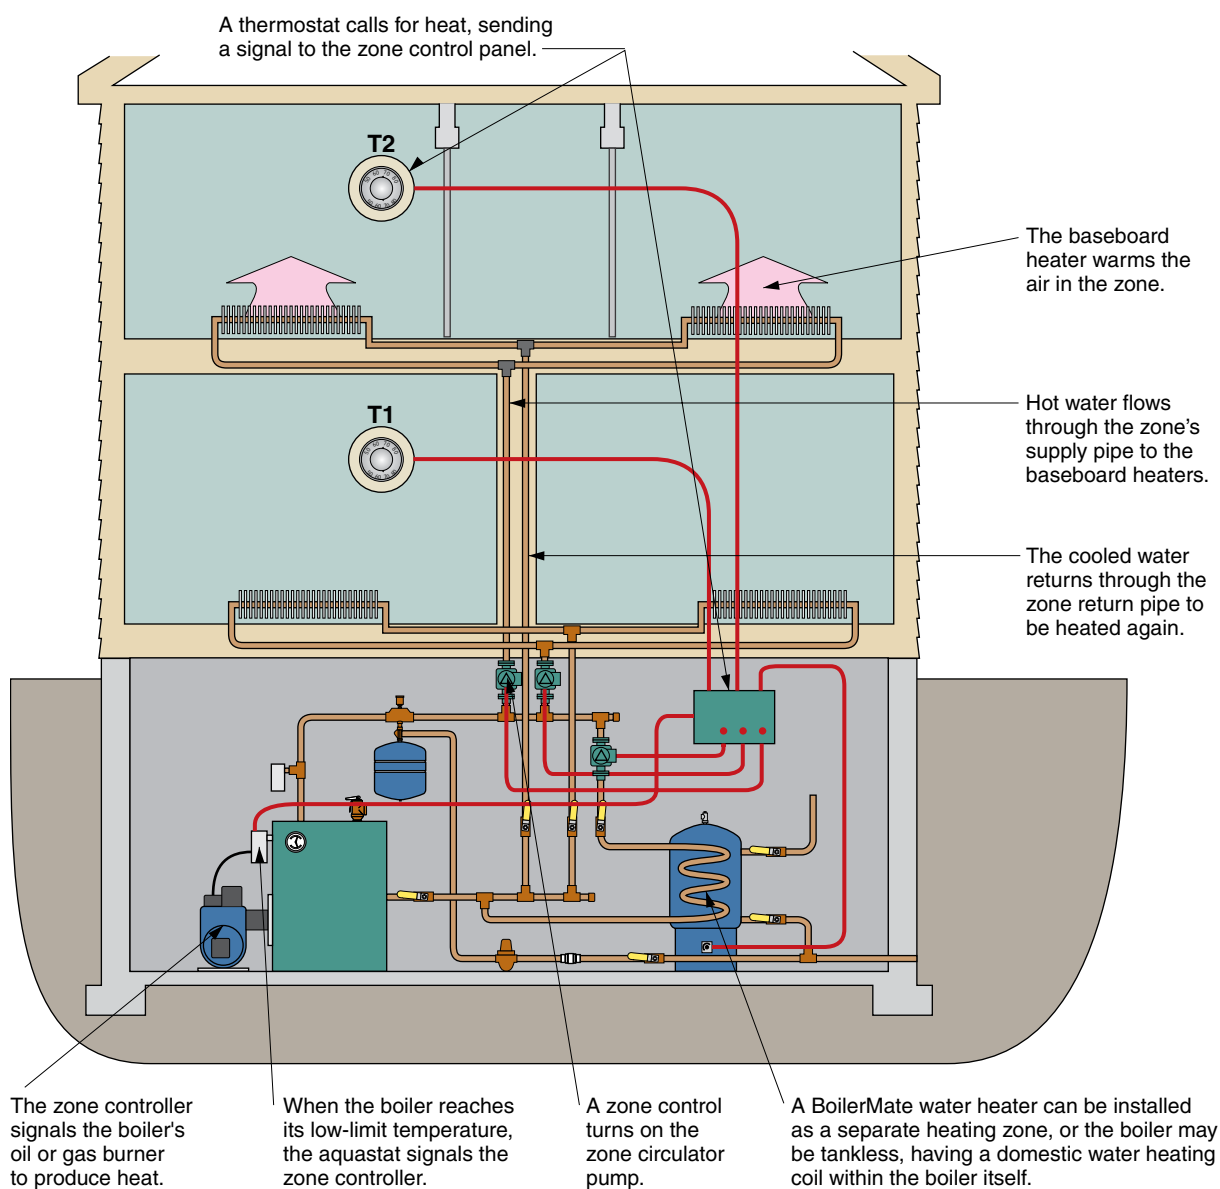 A thermostat calls for heat, sending
a signal to the zone control panel.
T2
The baseboard
heater warms the
air in the zone.
T1
Hot water flows
through the zone’s
supply pipe to the
baseboard heaters.
The cooled water
returns through the
zone return pipe to
be heated again.
The zone controller
signals the boiler's
oil or gas burner
to produce heat.
When the boiler reaches
its low-limit temperature,
the aquastat signals the
zone controller.
A zone control
turns on the
zone circulator
pump.
A BoilerMate water heater can be installed
as a separate heating zone, or the boiler may
be tankless, having a domestic water heating
coil within the boiler itself.